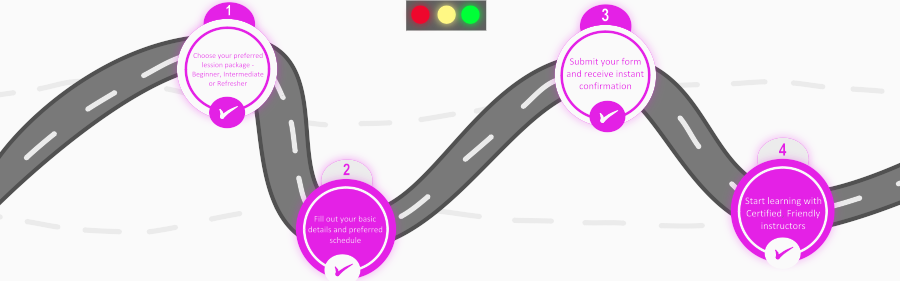 1
Choose your preferred
lession package -
Beginner, Intermediate
or Refresher
2
Fill out your basic
details and preferred
schedule
3
Submit your form
and receive instant
confirmation
4
Start learning with
Certified Friendly
instructors